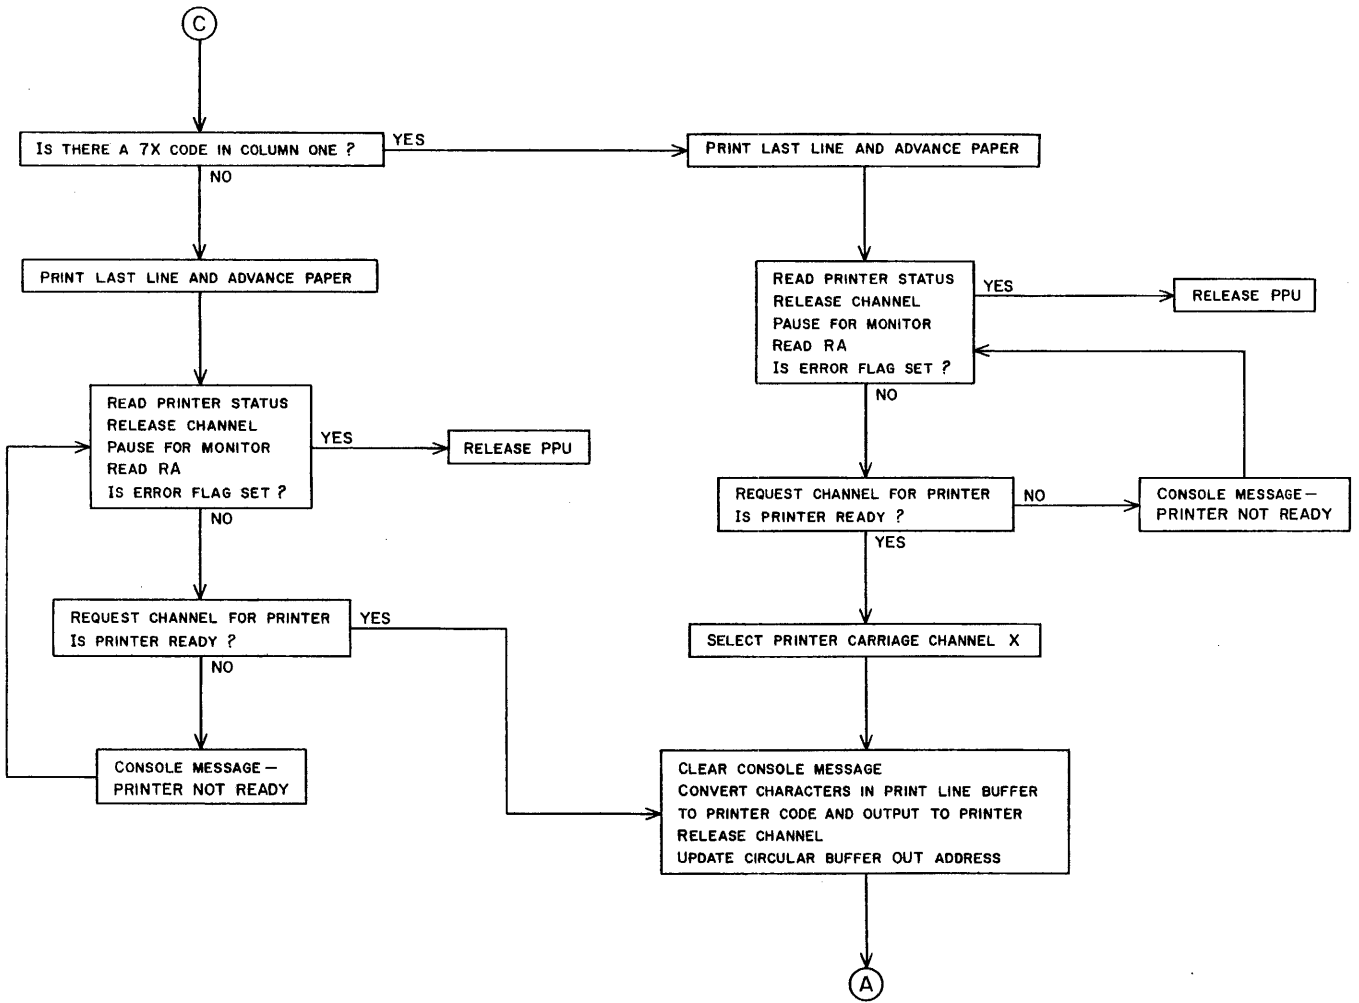 C
IS THERE A 7X CODE IN COLUMN ONE ?
YES
PRINT LAST LINE AND ADVANCE PAPER
NO
PRINT LAST LINE AND ADVANCE PAPER
READ PRINTER STATUS
RELEASE CHANNEL
PAUSE FOR MONITOR
READ RA
IS ERROR FLAG SET ?
YES
RELEASE PPU
NO
READ PRINTER STATUS
RELEASE CHANNEL
PAUSE FOR MONITOR
READ RA
IS ERROR FLAG SET ?
YES
RELEASE PPU
NO
REQUEST CHANNEL FOR PRINTER
IS PRINTER READY ?
NO
CONSOLE MESSAGE —
PRINTER NOT READY
YES
REQUEST CHANNEL FOR PRINTER
IS PRINTER READY ?
YES
NO
SELECT PRINTER CARRIAGE CHANNEL X
CONSOLE MESSAGE —
PRINTER NOT READY
CLEAR CONSOLE MESSAGE
CONVERT CHARACTERS IN PRINT LINE BUFFER
TO PRINTER CODE AND OUTPUT TO PRINTER
RELEASE CHANNEL
UPDATE CIRCULAR BUFFER OUT ADDRESS
A